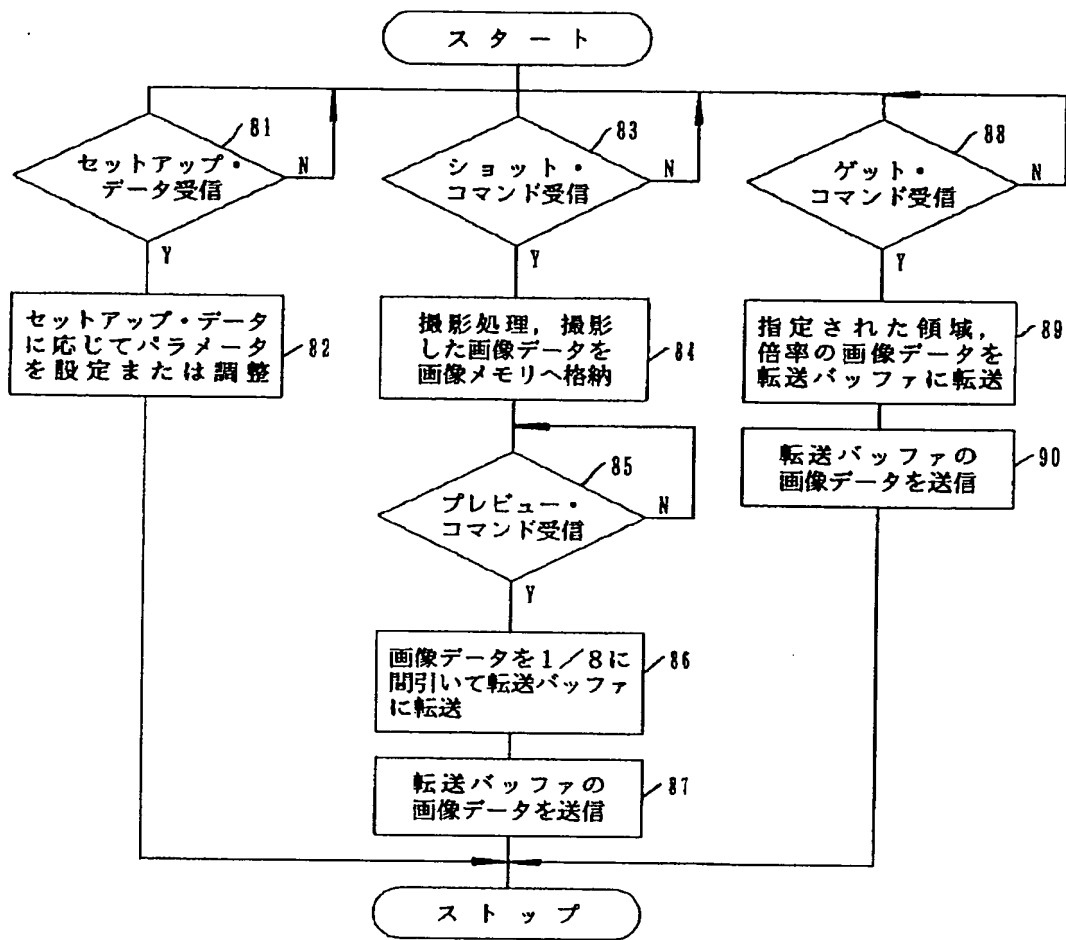 スタート
81
セットアップ・
データ受信
N
Y
83
ショット・
コマンド受信
N
Y
88
ゲット・
コマンド受信
N
Y
セットアップ・データ
に応じてパラメータ
を設定または調整
82
撮影処理，撮影
した画像データを
画像メモリへ格納
84
指定された領域，
倍率の画像データを
転送バッファに転送
89
転送バッファの
画像データを送信
90
85
プレビュー・
コマンド受信
N
Y
画像データを1／8に
間引いて転送バッファ
に転送
86
転送バッファの
画像データを送信
87
ストップ